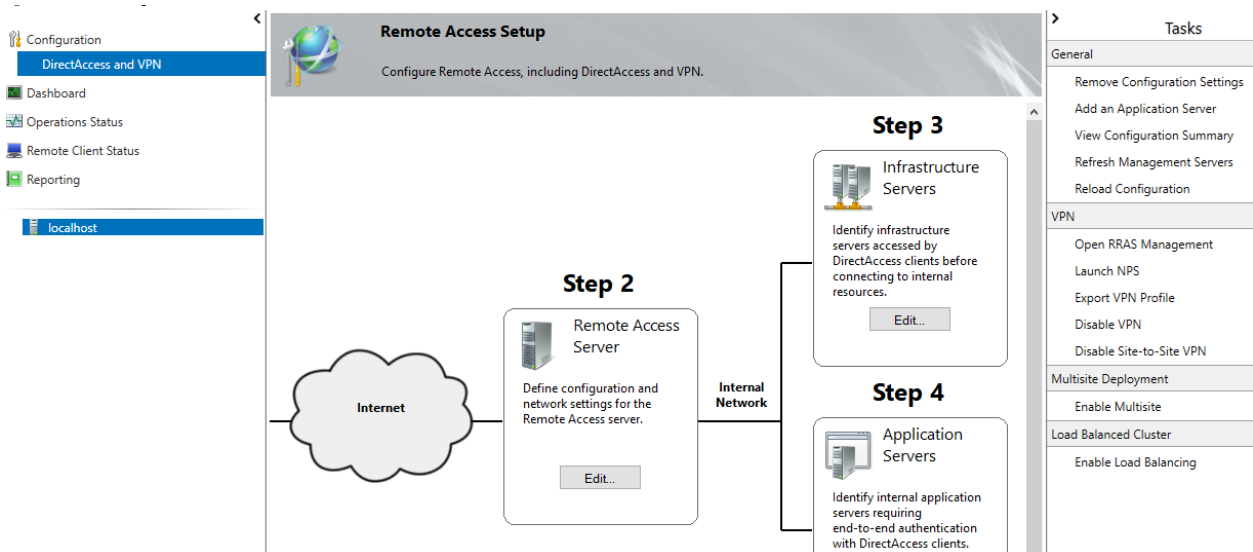 Configuration
DirectAccess and VPN
Dashboard
Operations Status
Remote Client Status
Reporting
localhost
Remote Access Setup
Configure Remote Access, including DirectAccess and VPN.
Internet
Step 2
Remote Access
Server
Define configuration and
network settings for the
Remote Access server.
Edit...
Internal
Network
Step 3
Infrastructure
Servers
Identify infrastructure
servers accessed by
DirectAccess clients before
connecting to internal
resources.
Edit...
Step 4
Application
Servers
Identify internal application
servers requiring
end-to-end authentication
with DirectAccess clients.
Tasks
General
Remove Configuration Settings
Add an Application Server
View Configuration Summary
Refresh Management Servers
Reload Configuration
VPN
Open RRAS Management
Launch NPS
Export VPN Profile
Disable VPN
Disable Site-to-Site VPN
Multisite Deployment
Enable Multisite
Load Balanced Cluster
Enable Load Balancing